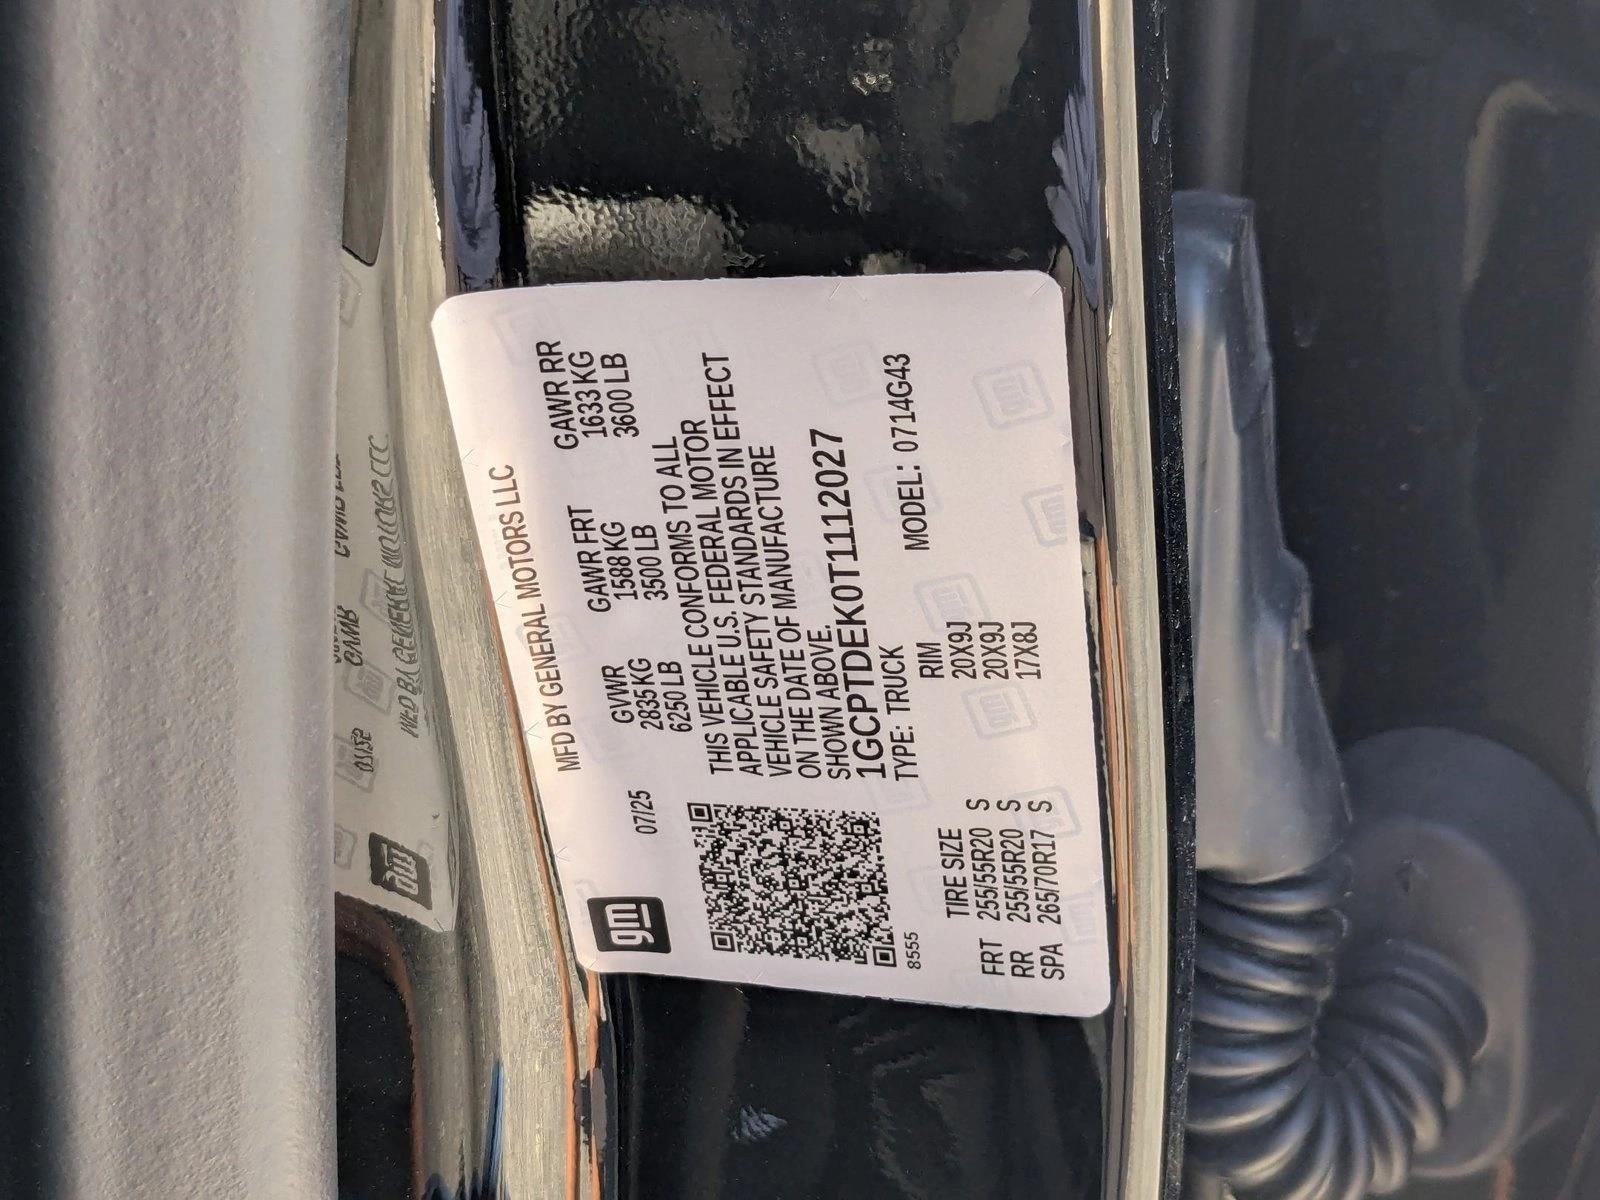 gm
MFD BY GENERAL MOTORS LLC
07/25
GVWR GAWR FRT GAWR RR
2835 KG 1588 KG 1633 KG
6250 LB 3500 LB 3600 LB
THIS VEHICLE CONFORMS TO ALL
APPLICABLE U.S. FEDERAL MOTOR
VEHICLE SAFETY STANDARDS IN EFFECT
ON THE DATE OF MANUFACTURE
SHOWN ABOVE.
1GCPTDEK0T1112027
TYPE: TRUCK MODEL: 0714G43
8555
TIRE SIZE RIM
FRT 255/55R20 S 20X9J
RR 255/55R20 S 20X9J
SPA 265/70R17 S 17X8J